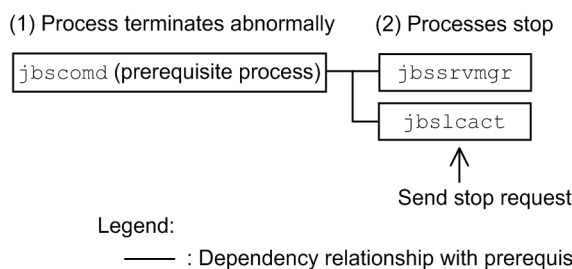 (1) Process terminates abnormally
(2) Processes stop
jbscomd (prerequisite process)
jbssrvmgr
jbslcact
Send stop request
Legend:
: Dependency relationship with